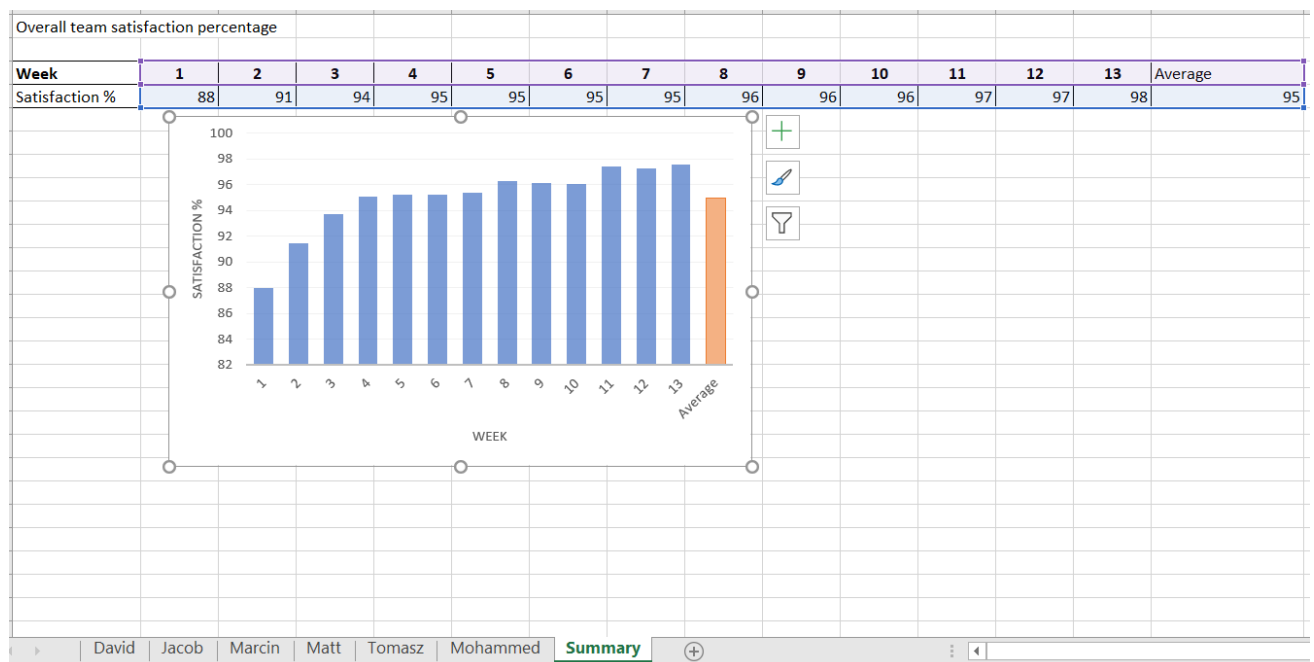 Overall team satisfaction percentage
Week 1 2 3 4 5 6 7 8 9 10 11 12 13 Average
Satisfaction % 88 91 94 95 95 95 95 96 96 96 97 97 98 95
100
98
96
94
92
90
88
86
84
82
SATISFACTION %
1 2 3 4 5 6 7 8 9 10 11 12 13 Average
WEEK
David Jacob Marcin Matt Tomasz Mohammed Summary